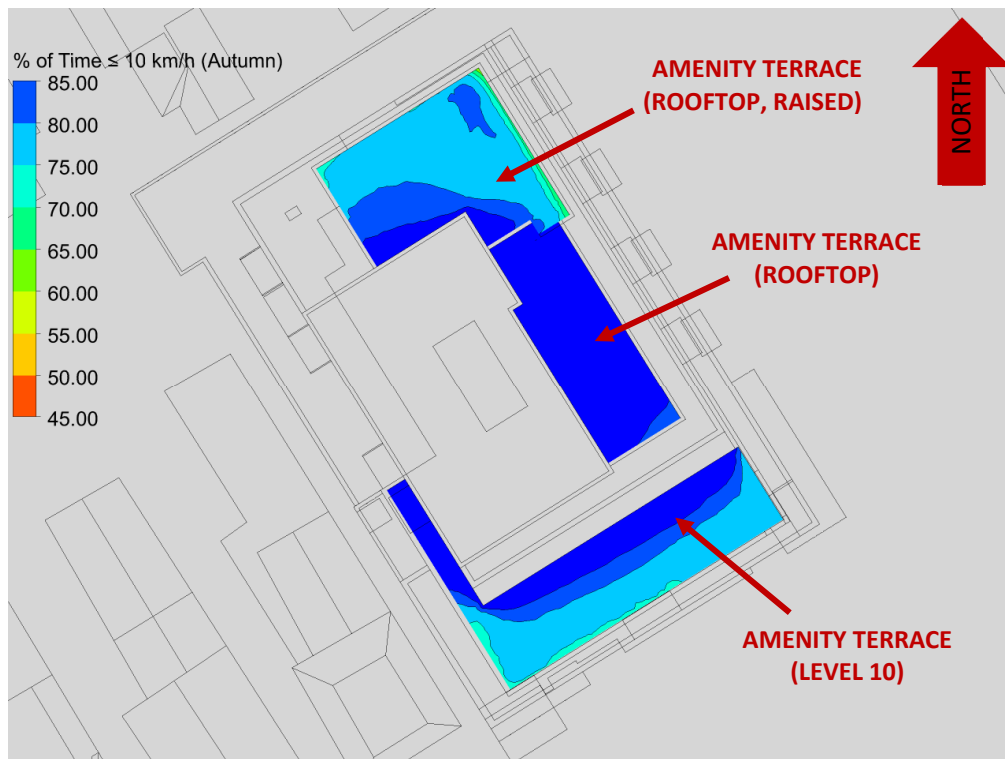 % of Time ≤ 10 km/h (Autumn)
85.00
80.00
75.00
70.00
65.00
60.00
55.00
50.00
45.00
AMENITY TERRACE
(ROOFTOP, RAISED)
NORTH
AMENITY TERRACE
(ROOFTOP)
AMENITY TERRACE
(LEVEL 10)